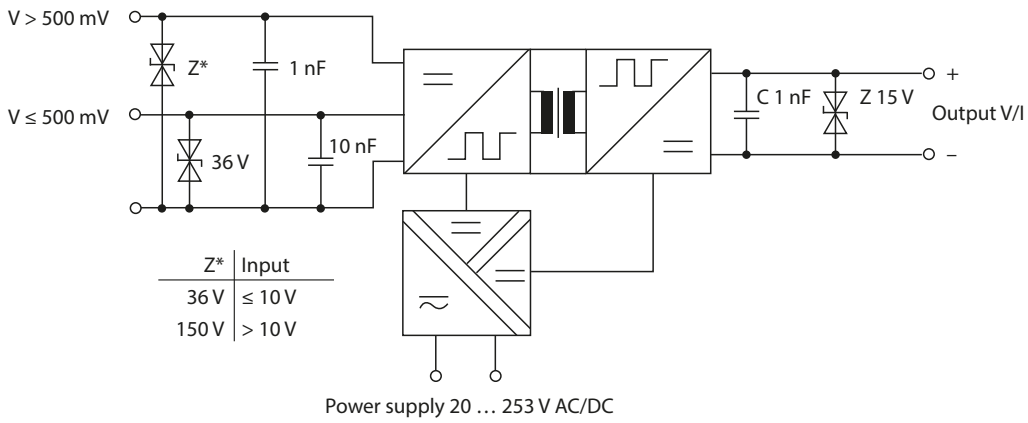 V > 500 mV
Z*
1 nF
V ≤ 500 mV
36 V
10 nF
C 1 nF
Z 15 V
+
Output V/I
–
Z* Input
36 V ≤ 10 V
150 V > 10 V
Power supply 20 … 253 V AC/DC